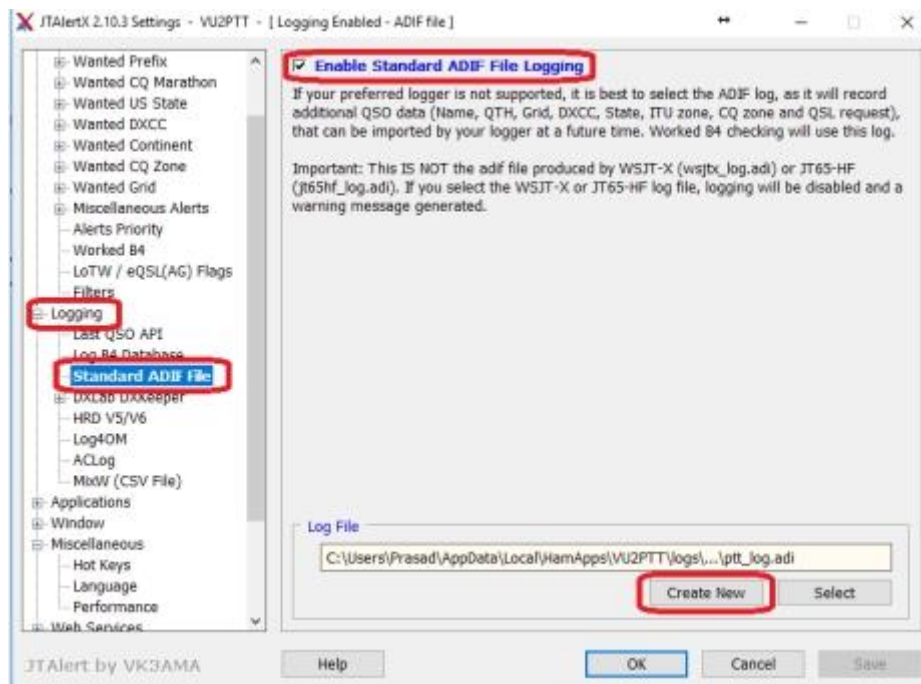 JTAlertX 2.10.3 Settings - VU2PTT - [ Logging Enabled - ADIF file ]
Wanted Prefix
Wanted CQ Marathon
Wanted US State
Wanted DXCC
Wanted Continent
Wanted CQ Zone
Wanted Grid
Miscellaneous Alerts
Alerts Priority
Worked B4
LoTW / eQSL(AG) Flags
Filters
Logging
Last QSO API
Log B4 Database
Standard ADIF File
DXLab DXKeeper
HRD V5/V6
Log4OM
ACLog
MixW (CSV File)
Applications
Window
Miscellaneous
Hot Keys
Language
Performance
Web Services
Enable Standard ADIF File Logging
If your preferred logger is not supported, it is best to select the ADIF log, as it will record
additional QSO data (Name, QTH, Grid, DXCC, State, ITU zone, CQ zone and QSL request),
that can be imported by your logger at a future time. Worked B4 checking will use this log.
Important: This IS NOT the adif file produced by WSJT-X (wsjtx_log.adi) or JT65-HF
(jt65hf_log.adi). If you select the WSJT-X or JT65-HF log file, logging will be disabled and a
warning message generated.
Log File
C:\Users\Prasad\AppData\Local\HamApps\VU2PTT\logs\...\ptt_log.adi
Create New
Select
JTAlert by VK3AMA
Help
OK
Cancel
Save